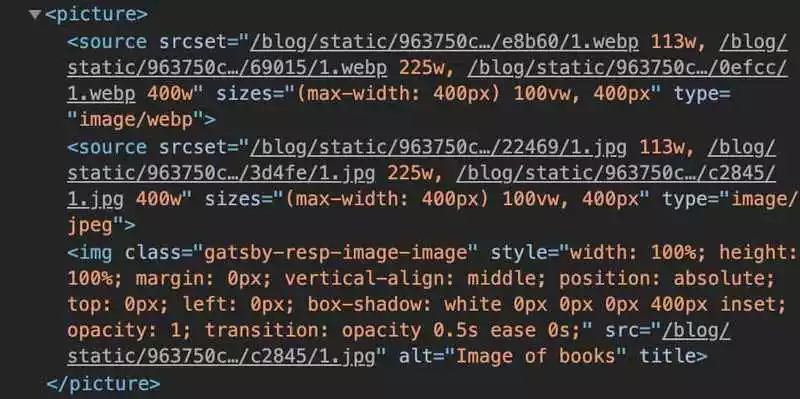 ▼<picture>
<source srcset="/blog/static/963750c…/e8b60/1.webp 113w, /blog/
static/963750c…/69015/1.webp 225w, /blog/static/963750c…/0efcc/
1.webp 400w" sizes="(max-width: 400px) 100vw, 400px" type=
"image/webp">
<source srcset="/blog/static/963750c…/22469/1.jpg 113w, /blog/
static/963750c…/3d4fe/1.jpg 225w, /blog/static/963750c…/c2845/
1.jpg 400w" sizes="(max-width: 400px) 100vw, 400px" type="image/
jpeg">
<img class="gatsby-resp-image-image" style="width: 100%; height:
100%; margin: 0px; vertical-align: middle; position: absolute;
top: 0px; left: 0px; box-shadow: white 0px 0px 0px 400px inset;
opacity: 1; transition: opacity 0.5s ease 0s;" src="/blog/
static/963750c…/c2845/1.jpg" alt="Image of books" title>
</picture>